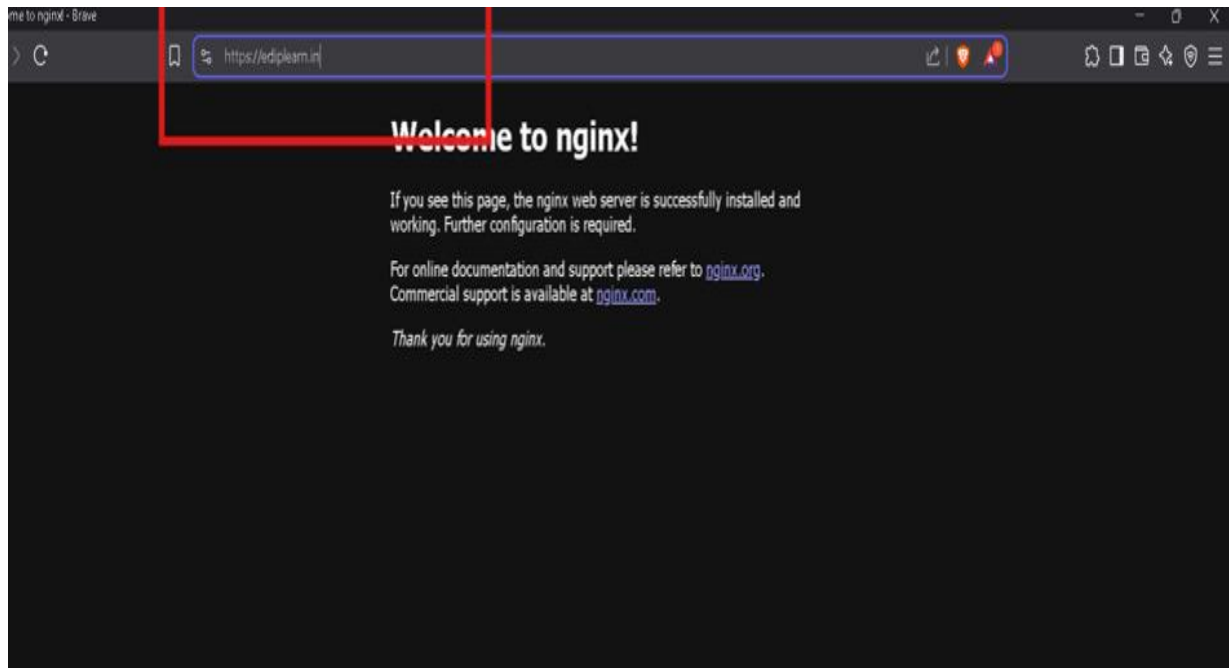 me to nginx! - Brave
https://ediplearn.in
Welcome to nginx!
If you see this page, the nginx web server is successfully installed and
working. Further configuration is required.
For online documentation and support please refer to nginx.org.
Commercial support is available at nginx.com.
Thank you for using nginx.